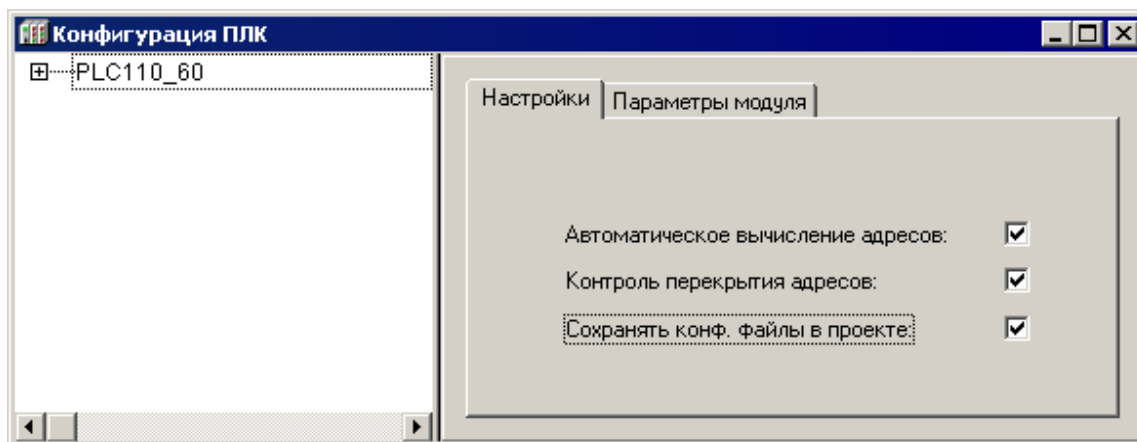 Конфигурация ПЛК
PLC110_60
Настройки
Параметры модуля
Автоматическое вычисление адресов:
Контроль перекрытия адресов:
Сохранять конф. файлы в проекте: